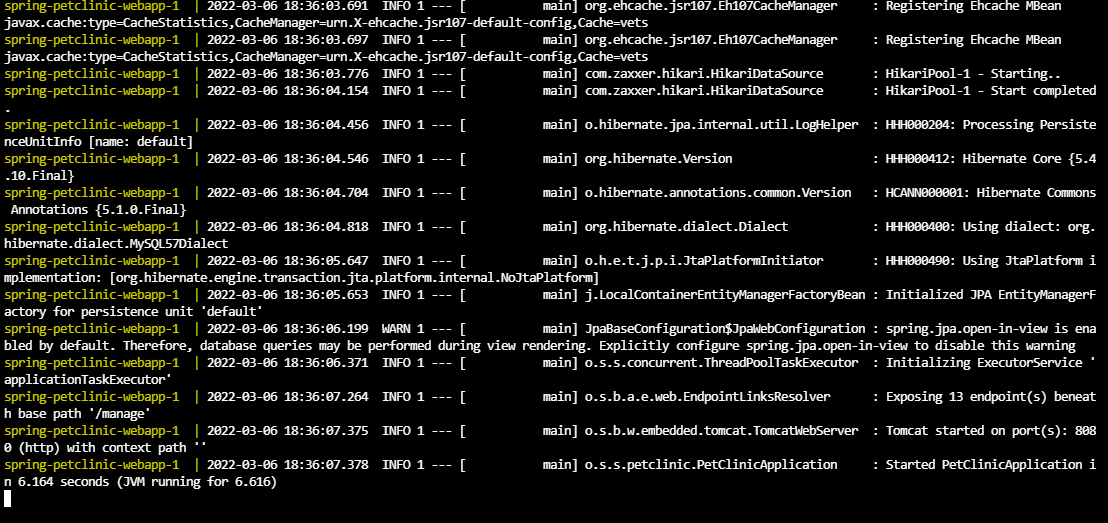 spring-petclinic-webapp-1  | 2022-03-06 18:36:03.691  INFO 1 --- [           main] org.ehcache.jsr107.Eh107CacheManager     : Registering Ehcache MBean
javax.cache:type=CacheStatistics,CacheManager=urn.X-ehcache.jsr107-default-config,Cache=vets
spring-petclinic-webapp-1  | 2022-03-06 18:36:03.697  INFO 1 --- [           main] org.ehcache.jsr107.Eh107CacheManager     : Registering Ehcache MBean
javax.cache:type=CacheStatistics,CacheManager=urn.X-ehcache.jsr107-default-config,Cache=vets
spring-petclinic-webapp-1  | 2022-03-06 18:36:03.776  INFO 1 --- [           main] com.zaxxer.hikari.HikariDataSource       : HikariPool-1 - Starting..
spring-petclinic-webapp-1  | 2022-03-06 18:36:04.154  INFO 1 --- [           main] com.zaxxer.hikari.HikariDataSource       : HikariPool-1 - Start completed
.
spring-petclinic-webapp-1  | 2022-03-06 18:36:04.456  INFO 1 --- [           main] o.hibernate.jpa.internal.util.LogHelper  : HHH000204: Processing Persiste
nceUnitInfo [name: default]
spring-petclinic-webapp-1  | 2022-03-06 18:36:04.546  INFO 1 --- [           main] org.hibernate.Version                    : HHH000412: Hibernate Core {5.4
.10.Final}
spring-petclinic-webapp-1  | 2022-03-06 18:36:04.704  INFO 1 --- [           main] o.hibernate.annotations.common.Version   : HCANN000001: Hibernate Commons
 Annotations {5.1.0.Final}
spring-petclinic-webapp-1  | 2022-03-06 18:36:04.818  INFO 1 --- [           main] org.hibernate.dialect.Dialect            : HHH000400: Using dialect: org.
hibernate.dialect.MySQL57Dialect
spring-petclinic-webapp-1  | 2022-03-06 18:36:05.647  INFO 1 --- [           main] o.h.e.t.j.p.i.JtaPlatformInitiator       : HHH000490: Using JtaPlatform i
mplementation: [org.hibernate.engine.transaction.jta.platform.internal.NoJtaPlatform]
spring-petclinic-webapp-1  | 2022-03-06 18:36:05.653  INFO 1 --- [           main] j.LocalContainerEntityManagerFactoryBean : Initialized JPA EntityManagerF
actory for persistence unit 'default'
spring-petclinic-webapp-1  | 2022-03-06 18:36:06.199  WARN 1 --- [           main] JpaBaseConfiguration$JpaWebConfiguration : spring.jpa.open-in-view is ena
bled by default. Therefore, database queries may be performed during view rendering. Explicitly configure spring.jpa.open-in-view to disable this warning
spring-petclinic-webapp-1  | 2022-03-06 18:36:06.371  INFO 1 --- [           main] o.s.s.concurrent.ThreadPoolTaskExecutor  : Initializing ExecutorService '
applicationTaskExecutor'
spring-petclinic-webapp-1  | 2022-03-06 18:36:07.264  INFO 1 --- [           main] o.s.b.a.e.web.EndpointLinksResolver      : Exposing 13 endpoint(s) beneat
h base path '/manage'
spring-petclinic-webapp-1  | 2022-03-06 18:36:07.375  INFO 1 --- [           main] o.s.b.w.embedded.tomcat.TomcatWebServer  : Tomcat started on port(s): 808
0 (http) with context path ''
spring-petclinic-webapp-1  | 2022-03-06 18:36:07.378  INFO 1 --- [           main] o.s.s.petclinic.PetClinicApplication     : Started PetClinicApplication i
n 6.164 seconds (JVM running for 6.616)